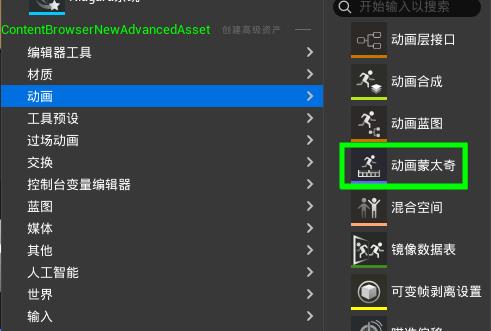 ContentBrowserNewAdvancedAsset
创建高级资产
编辑器工具
材质
动画
工具预设
过场动画
交换
控制台变量编辑器
蓝图
媒体
其他
人工智能
世界
输入
开始输入以搜索
动画层接口
动画合成
动画蓝图
动画蒙太奇
混合空间
镜像数据表
可变帧剥离设置